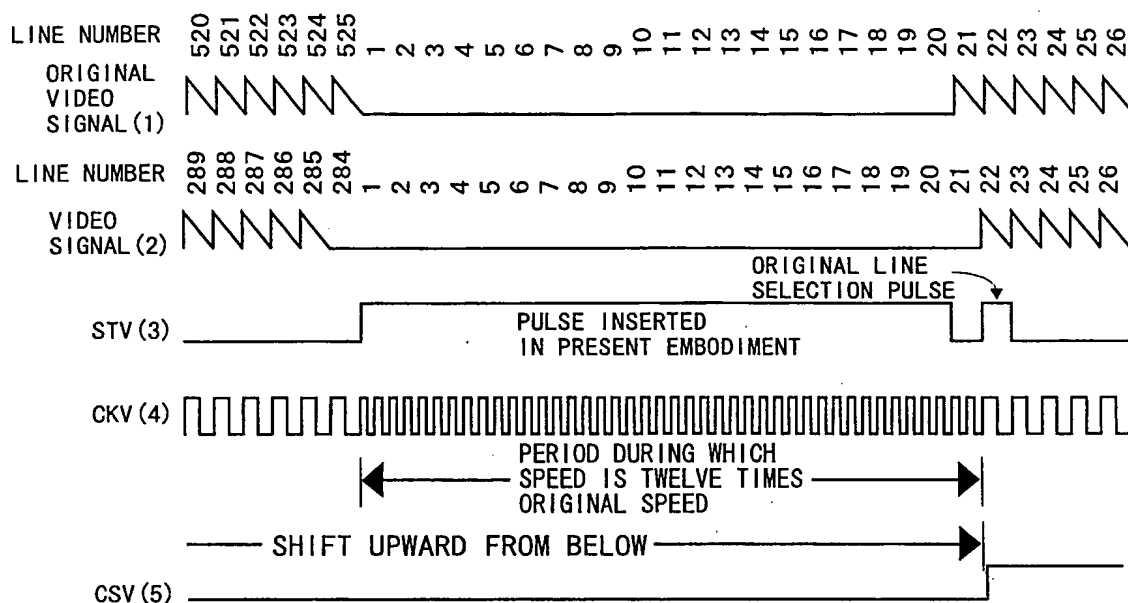 LINE NUMBER 520 521 522 523 524 525 1 2 3 4 5 6 7 8 9 10 11 12 13 14 15 16 17 18 19 20 21 22 23 24 25 26
ORIGINAL
VIDEO
SIGNAL(1)
LINE NUMBER 289 288 287 286 285 284 1 2 3 4 5 6 7 8 9 10 11 12 13 14 15 16 17 18 19 20 21 22 23 24 25 26
VIDEO
SIGNAL(2)
ORIGINAL LINE
SELECTION PULSE
STV(3)
PULSE INSERTED
IN PRESENT EMBODIMENT
CKV(4)
PERIOD DURING WHICH
SPEED IS TWELVE TIMES
ORIGINAL SPEED
SHIFT UPWARD FROM BELOW
CSV(5)